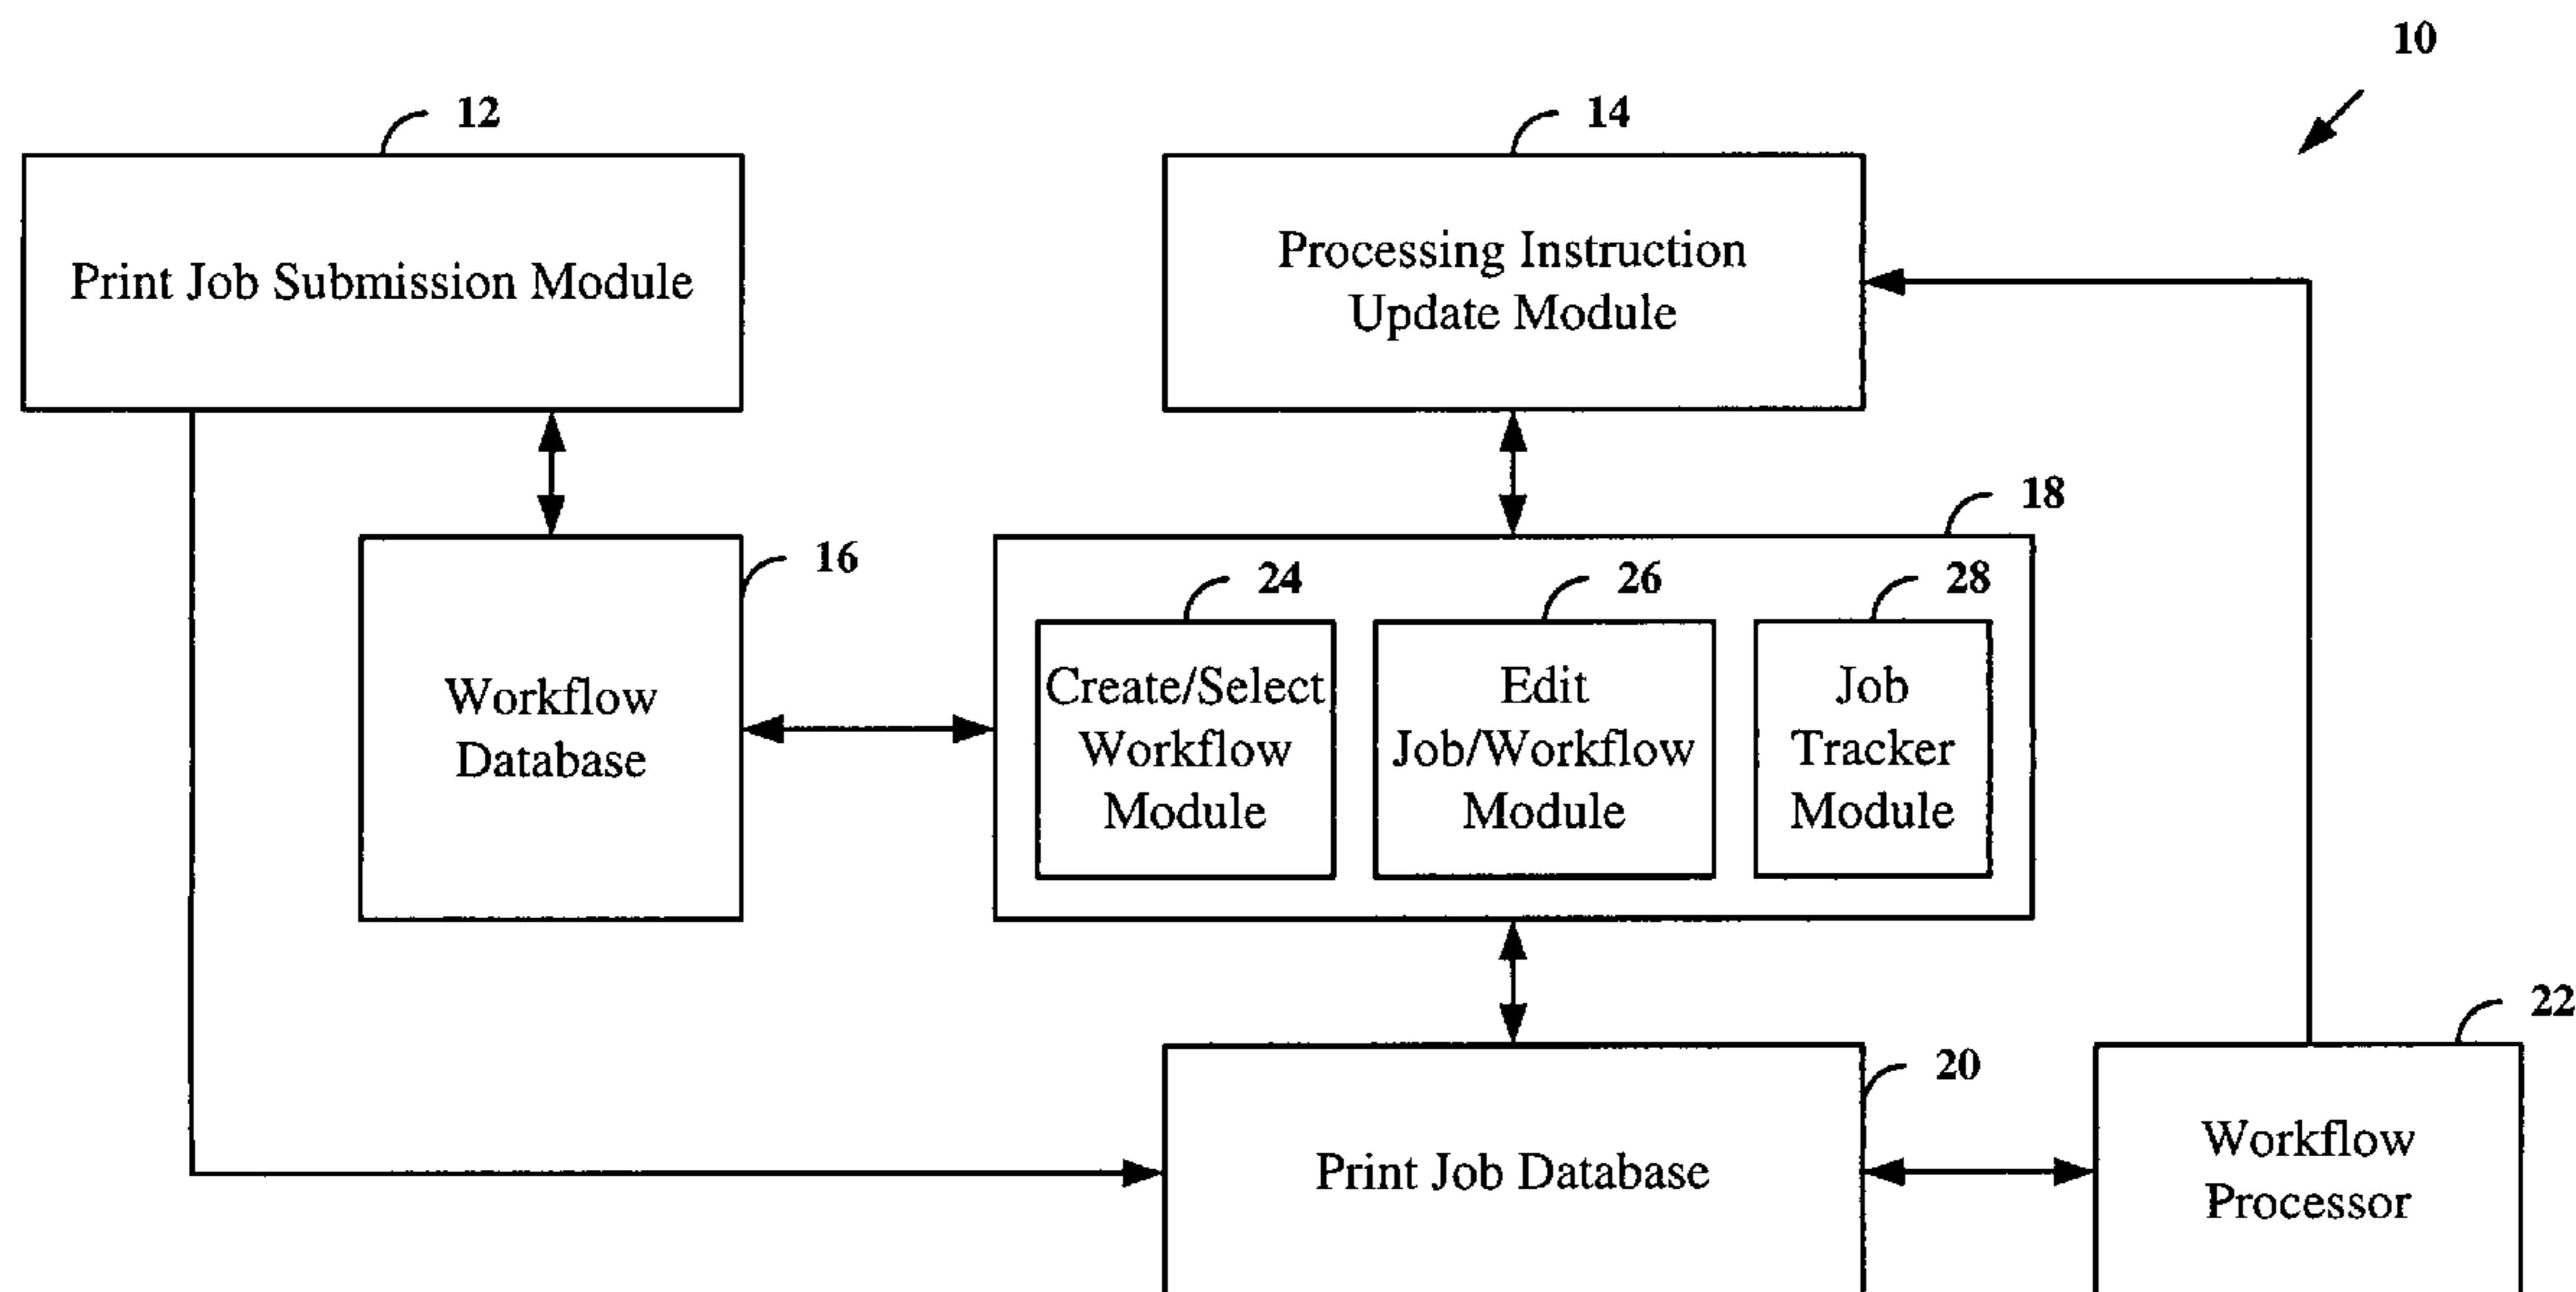 10
12
14
Print Job Submission Module
Processing Instruction
Update Module
18
16
24
26
28
Workflow
Database
Create/Select
Workflow
Module
Edit
Job/Workflow
Module
Job
Tracker
Module
22
20
Print Job Database
Workflow
Processor